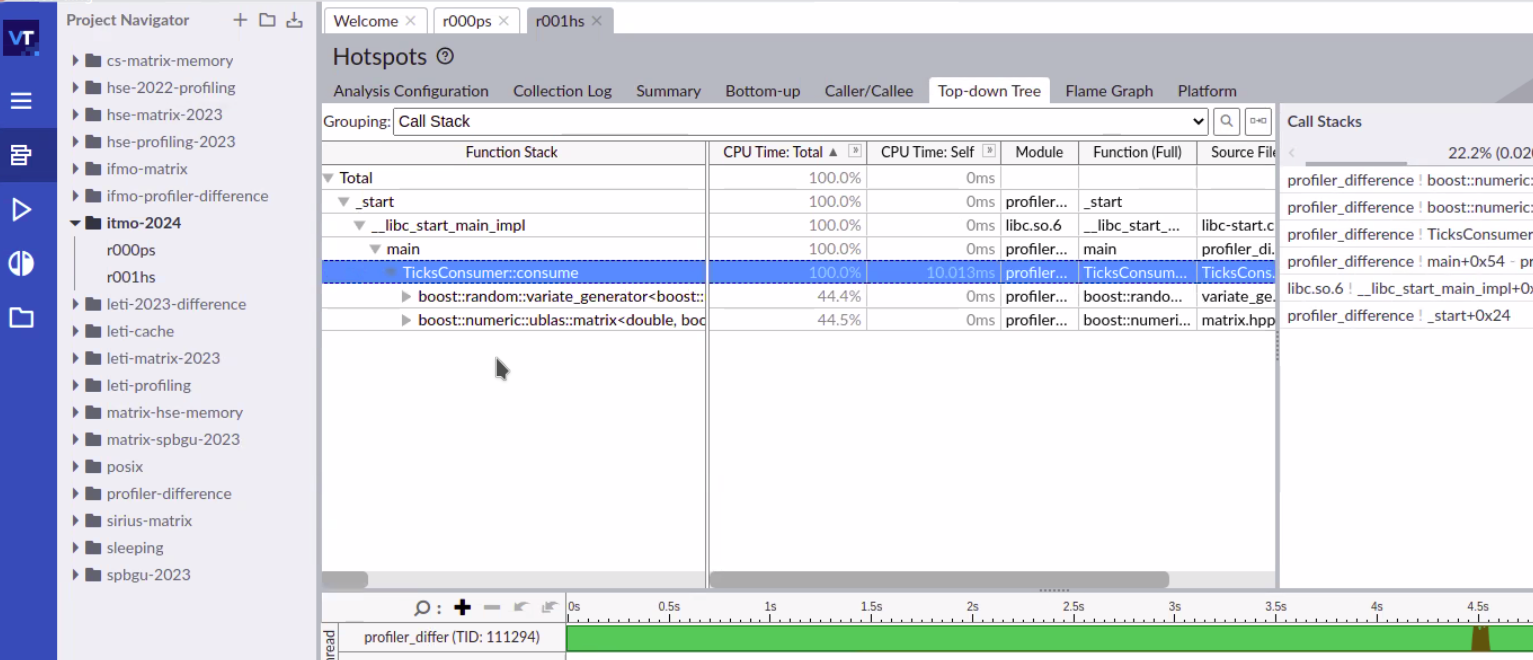 VT
Project Navigator
cs-matrix-memory
hse-2022-profiling
hse-matrix-2023
hse-profiling-2023
ifmo-matrix
ifmo-profiler-difference
itmo-2024
r000ps
r001hs
leti-2023-difference
leti-cache
leti-matrix-2023
leti-profiling
matrix-hse-memory
matrix-spbgu-2023
posix
profiler-difference
sirius-matrix
sleeping
spbgu-2023
Welcome r000ps r001hs
Hotspots
Analysis Configuration Collection Log Summary Bottom-up Caller/Callee Top-down Tree Flame Graph Platform
Grouping: Call Stack
Function Stack CPU Time: Total CPU Time: Self Module Function (Full) Source File
Total 100.0% 0ms
_start 100.0% 0ms profiler... _start
__libc_start_main_impl 100.0% 0ms libc.so.6 __libc_start_... libc-start.c
main 100.0% 0ms profiler... main profiler_di...
TicksConsumer::consume 100.0% 10.013ms profiler... TicksConsum... TicksCons...
boost::random::variate_generator<boost:: 44.4% 0ms profiler... boost::rando... variate_ge...
boost::numeric::ublas::matrix<double, boo 44.5% 0ms profiler... boost::numeri... matrix.hpp
Call Stacks
22.2% (0.020
profiler_difference ! boost::numeric:
profiler_difference ! boost::numeric:
profiler_difference ! TicksConsumer
profiler_difference ! main+0x54 - pr
libc.so.6 ! __libc_start_main_impl+0x
profiler_difference ! _start+0x24
0s 0.5s 1s 1.5s 2s 2.5s 3s 3.5s 4s 4.5s
profiler_differ (TID: 111294)